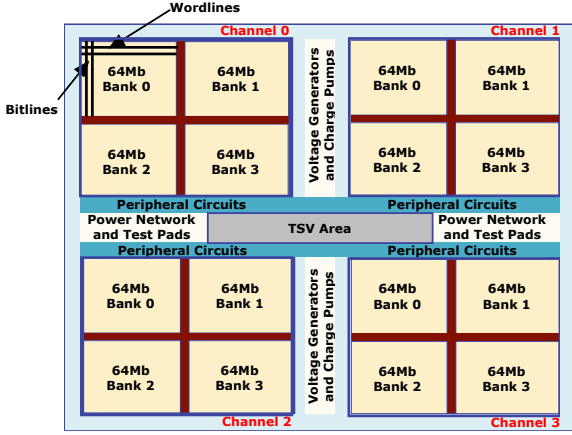 Wordlines
Channel 0
Channel 1
Bitlines
64Mb
Bank 0
64Mb
Bank 1
64Mb
Bank 2
64Mb
Bank 3
Voltage Generators
and Charge Pumps
64Mb
Bank 0
64Mb
Bank 1
64Mb
Bank 2
64Mb
Bank 3
Peripheral Circuits
Peripheral Circuits
Power Network
and Test Pads
TSV Area
Power Network
and Test Pads
Peripheral Circuits
Peripheral Circuits
64Mb
Bank 0
64Mb
Bank 1
64Mb
Bank 2
64Mb
Bank 3
Voltage Generators
and Charge Pumps
64Mb
Bank 0
64Mb
Bank 1
64Mb
Bank 2
64Mb
Bank 3
Channel 2
Channel 3